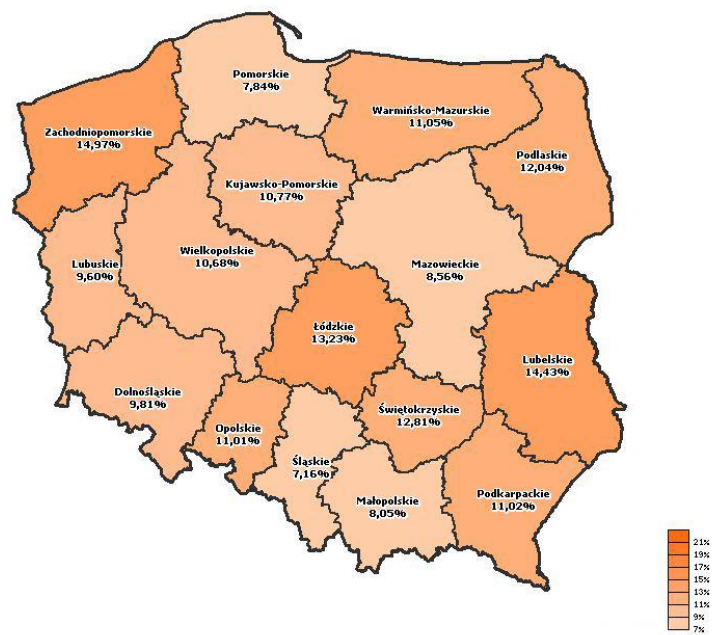 Pomorskie
7,84%
Warmińsko-Mazurskie
11,05%
Zachodniopomorskie
14,97%
Podlaskie
12,04%
Kujawsko-Pomorskie
10,77%
Wielkopolskie
10,68%
Lubuskie
9,60%
Mazowieckie
8,56%
Łódzkie
13,23%
Lubelskie
14,43%
Dolnośląskie
9,81%
Opolskie
11,01%
Świętokrzyskie
12,81%
Śląskie
7,16%
Małopolskie
8,05%
Podkarpackie
11,02%
21%
19%
17%
15%
13%
11%
9%
7%